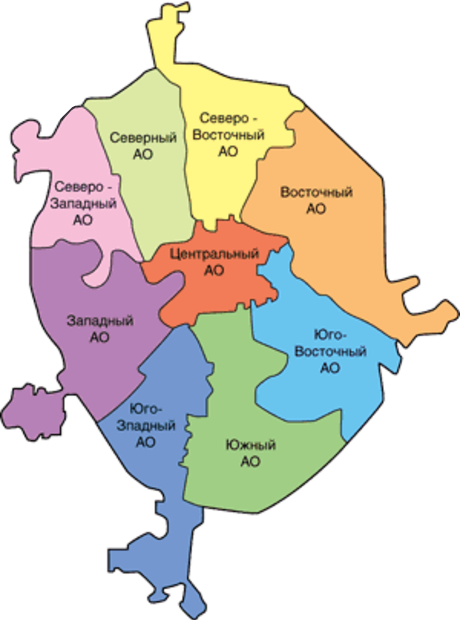 Северо -
Восточный
АО
Северный
АО
Северо -
Западный
АО
Восточный
АО
Центральный
АО
Западный
АО
Юго-
Восточный
АО
Юго-
Зпадный
АО
Южный
АО